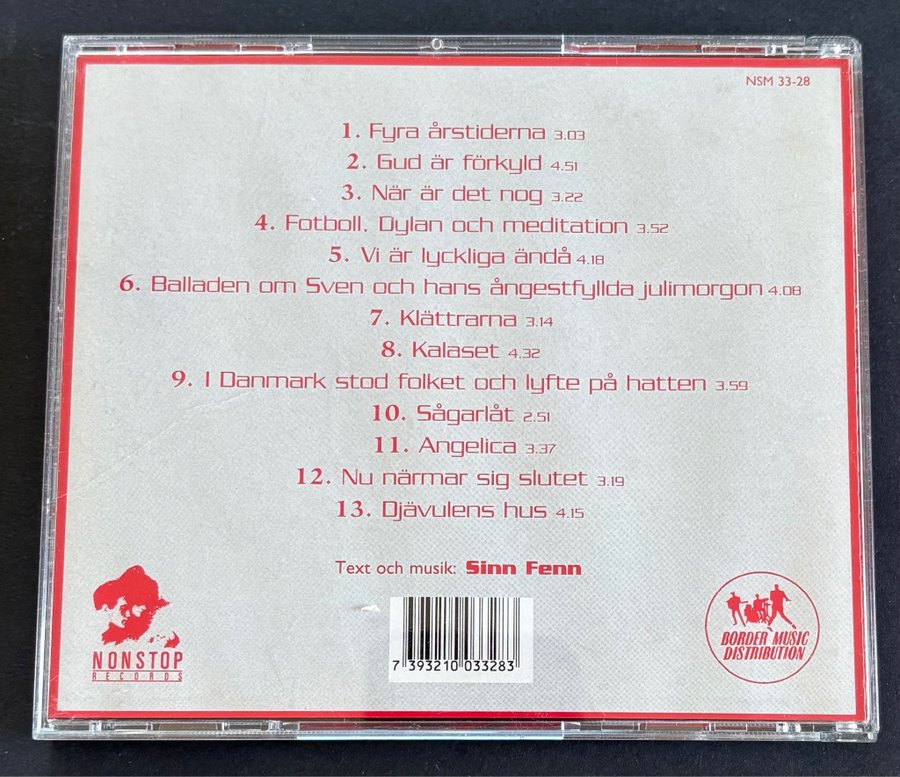 NSM 33-28
1. Fyra årstiderna 3.03
2. Gud är förkyld 4.51
3. När är det nog 3.22
4. Fotboll, Dylan och meditation 3.52
5. Vi är lyckliga ändå 4.18
6. Balladen om Sven och hans ångestfyllda julimorgon 4.08
7. Klättrarna 3.14
8. Kalaset 4.32
9. I Danmark stod folket och lyfte på hatten 3.59
10. Sågarlåt 2.51
11. Angelica 3.37
12. Nu närmar sig slutet 3.19
13. Djävulens hus 4.15
Text och musik: Sinn Fenn
NONSTOP
RECORDS
7 393210 033283
BORDER MUSIC
DISTRIBUTION